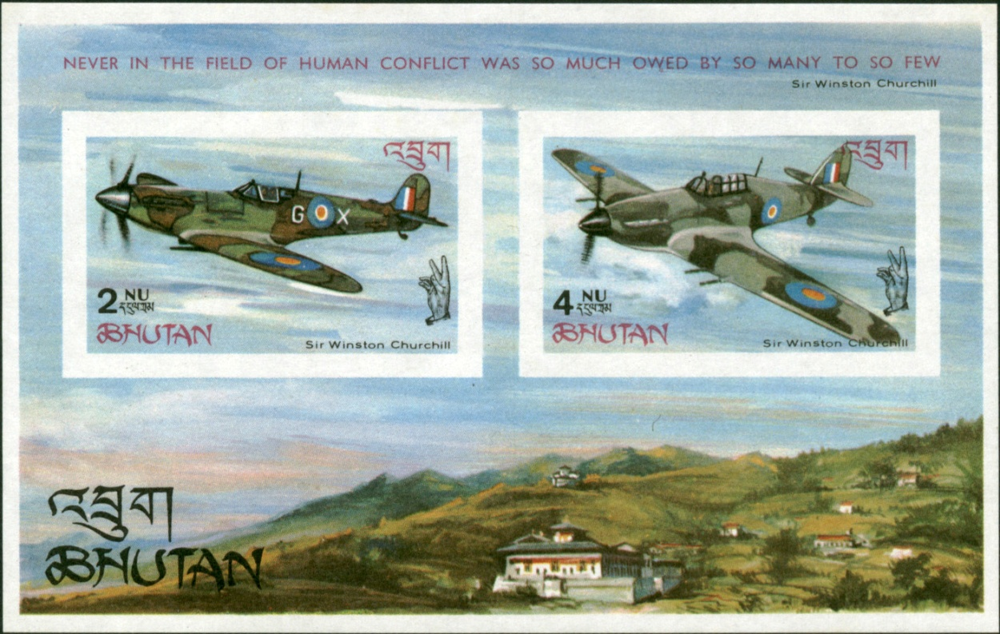 NEVER IN THE FIELD OF HUMAN CONFLICT WAS SO MUCH OWED BY SO MANY TO SO FEW
Sir Winston Churchill
འབྲུག
G X
2 NU
དངུལ་ཀྲམ
BHUTAN
Sir Winston Churchill
འབྲུག
4 NU
དངུལ་ཀྲམ
BHUTAN
Sir Winston Churchill
འབྲུག
BHUTAN